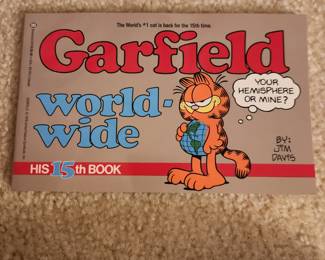 The World's #1 cat is back for the 15th time.
Garfield
world-
wide
YOUR
HEMISPHERE
OR MINE?
BY:
JIM
DAVIS
HIS 15th BOOK